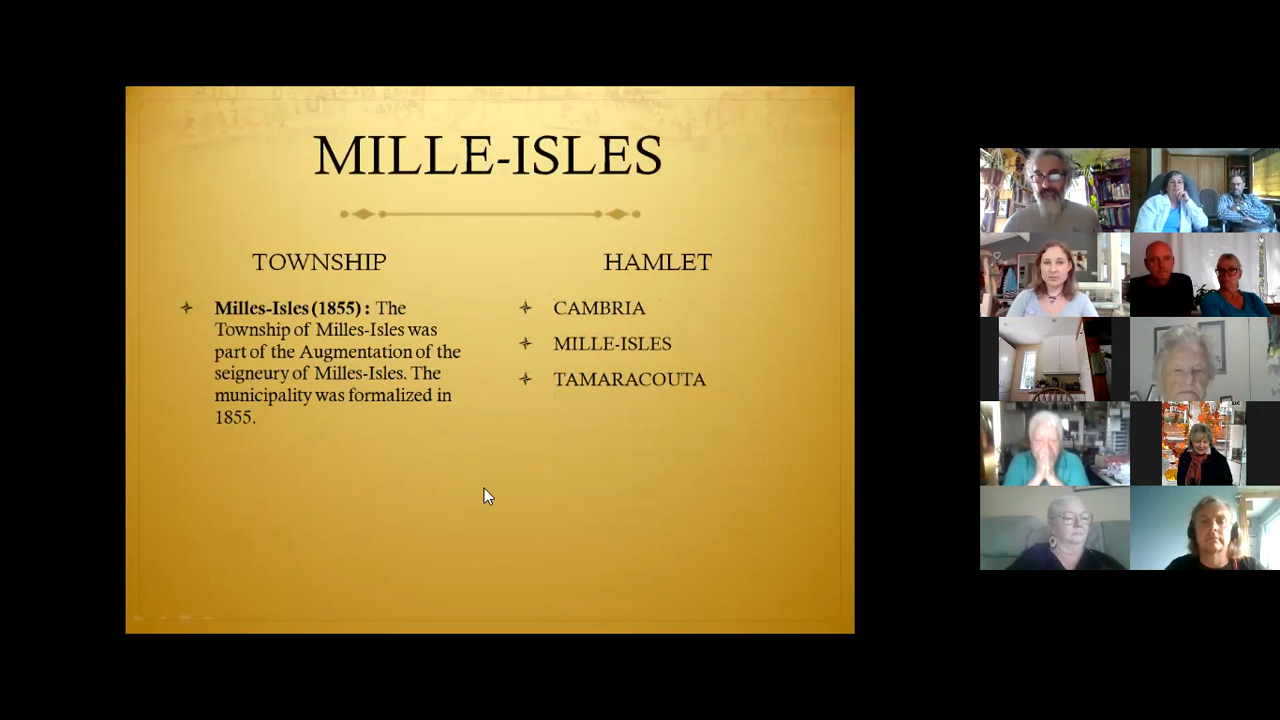 MILLE-ISLES
TOWNSHIP
Milles-Isles (1855) : The
Township of Milles-Isles was
part of the Augmentation of the
seigneury of Milles-Isles. The
municipality was formalized in
1855.
HAMLET
CAMBRIA
MILLE-ISLES
TAMARACOUTA